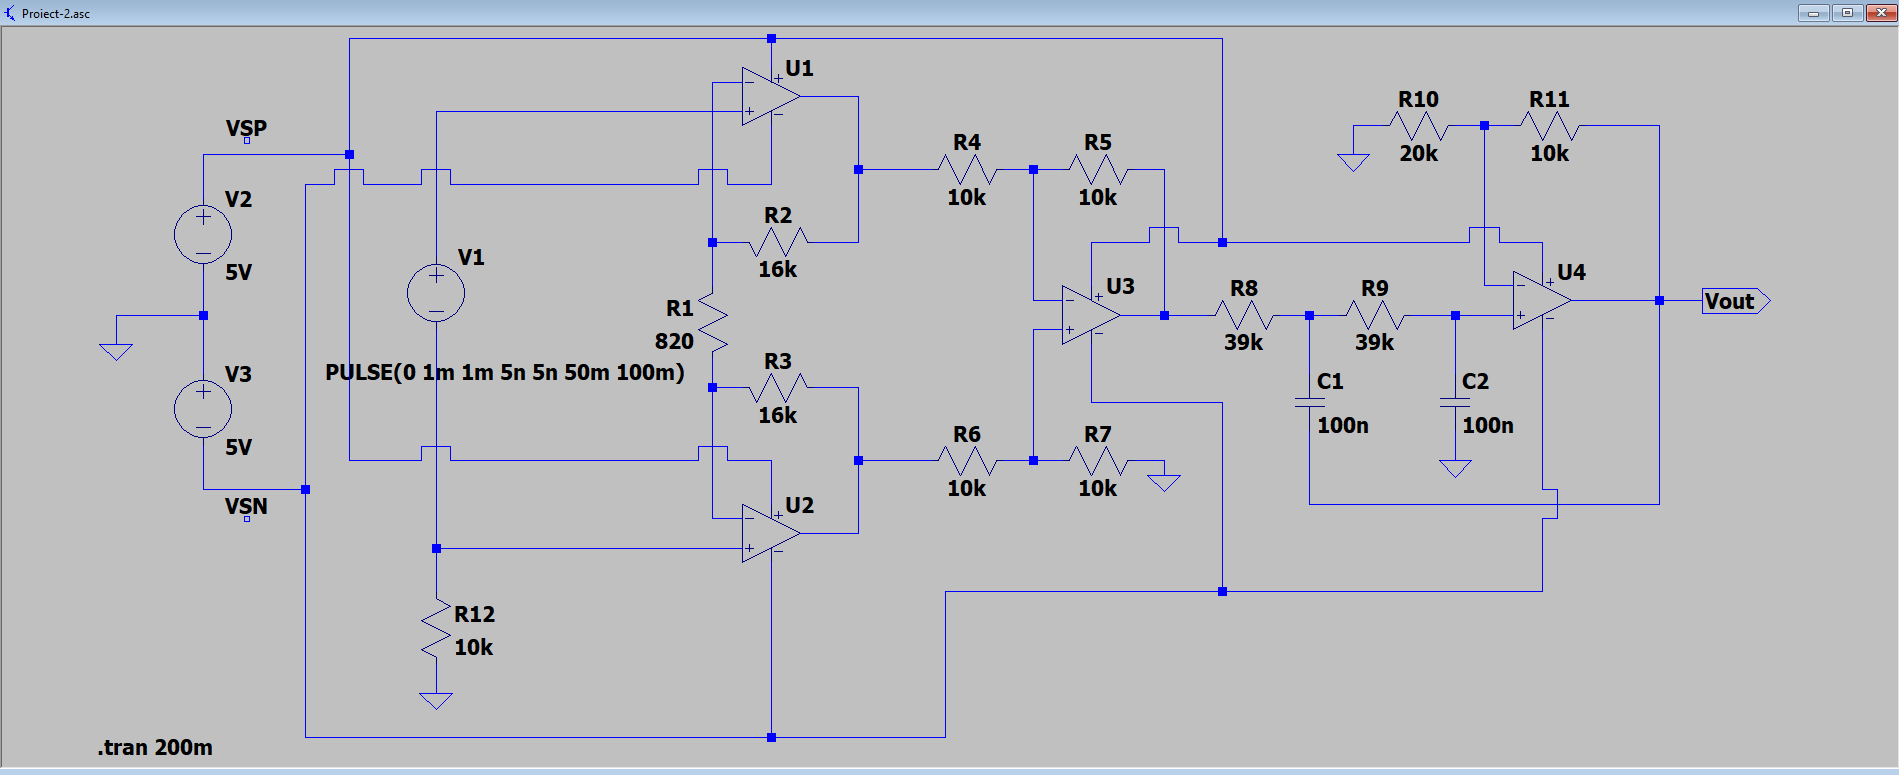 Proiect-2.asc
U1
VSP
R10
R11
R4
R5
20k
10k
V2
10k
10k
R2
V1
5V
16k
U4
U3
R8
R9
R1
Vout
820
39k
39k
R3
V3
PULSE(0 1m 1m 5n 5n 50m 100m)
C1
C2
16k
100n
100n
R6
R7
5V
10k
10k
VSN
U2
R12
10k
.tran 200m